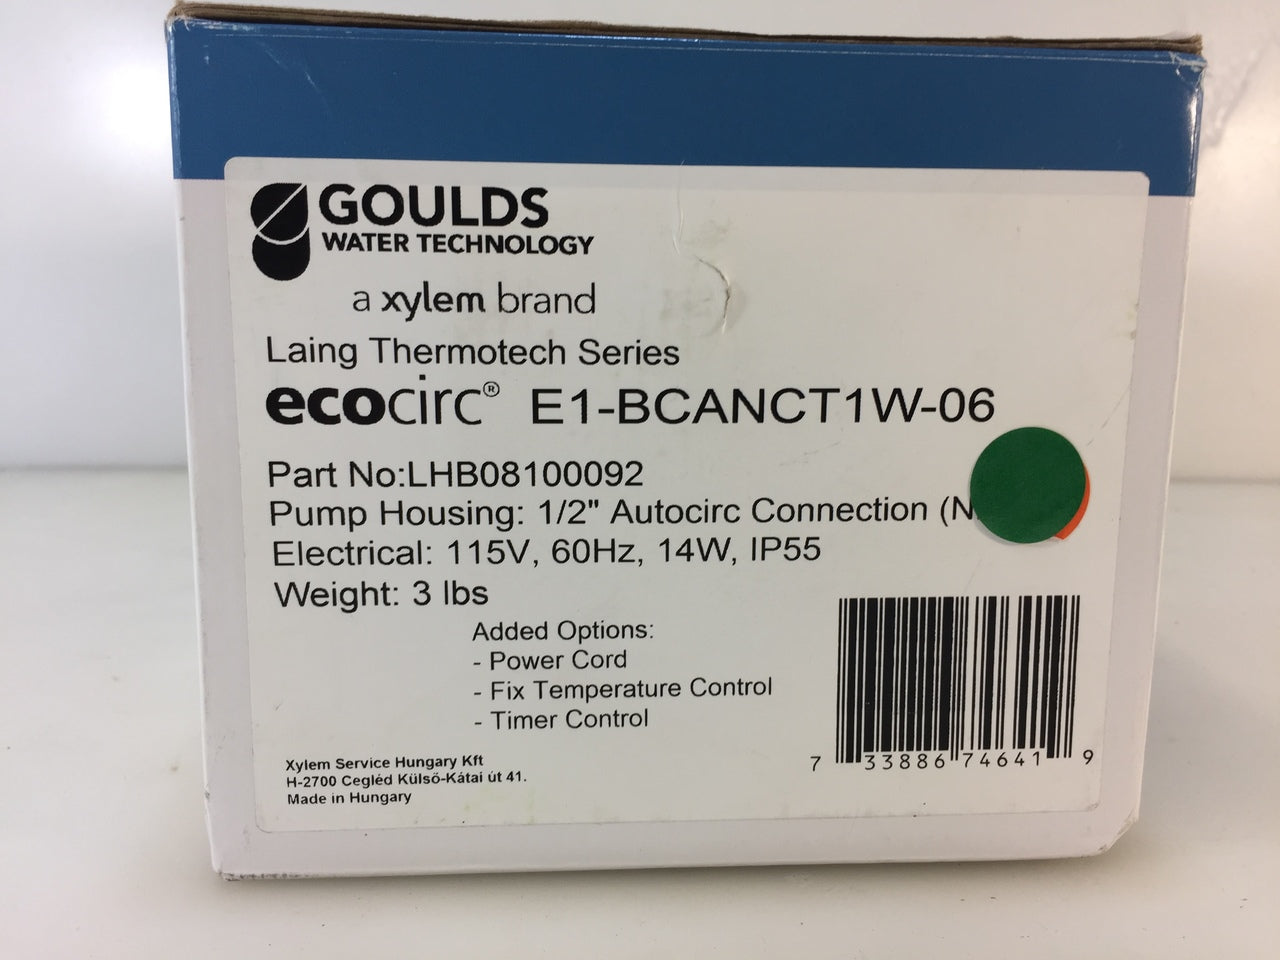 GOULDS
WATER TECHNOLOGY
a xylem brand
Laing Thermotech Series
ecocirc® E1-BCANCT1W-06
Part No:LHB08100092
Pump Housing: 1/2" Autocirc Connection (N
Electrical: 115V, 60Hz, 14W, IP55
Weight: 3 lbs
Added Options:
- Power Cord
- Fix Temperature Control
- Timer Control
Xylem Service Hungary Kft
H-2700 Cegléd Külső-Kátai út 41.
Made in Hungary
7 33886 74641 9